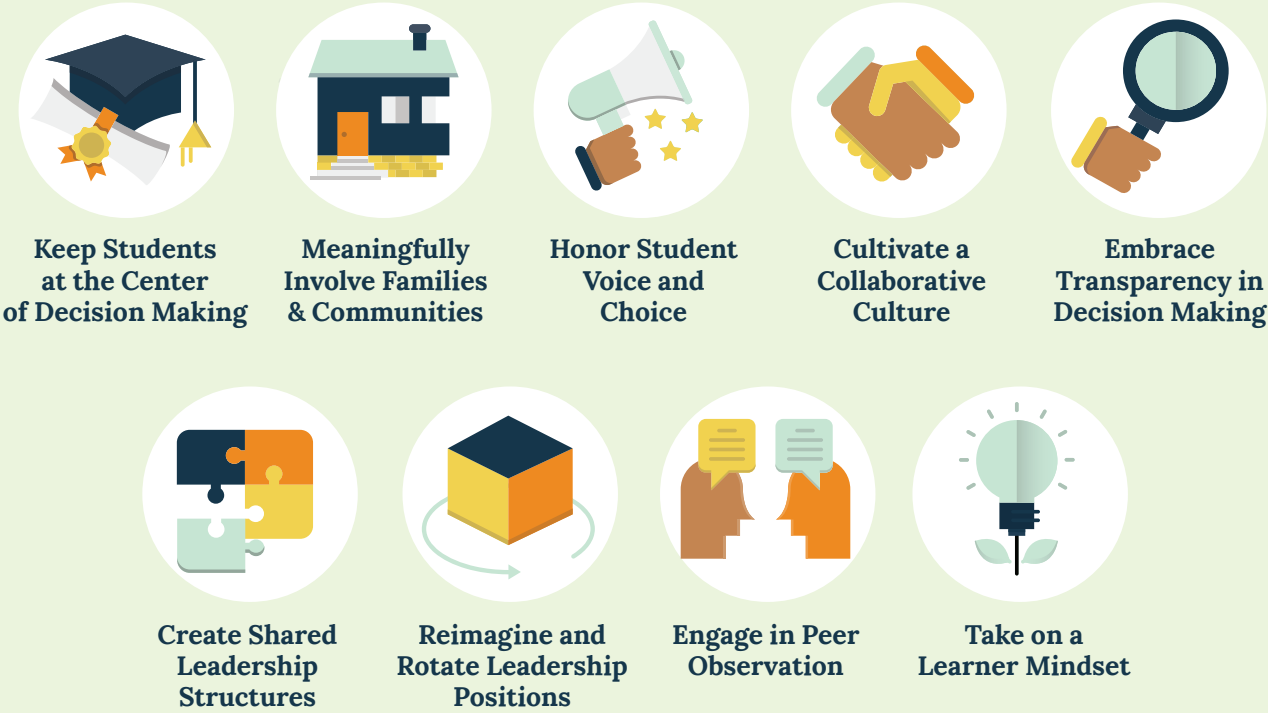 Keep Students
at the Center
of Decision Making
Meaningfully
Involve Families
& Communities
Honor Student
Voice and
Choice
Cultivate a
Collaborative
Culture
Embrace
Transparency in
Decision Making
Create Shared
Leadership
Structures
Reimagine and
Rotate Leadership
Positions
Engage in Peer
Observation
Take on a
Learner Mindset